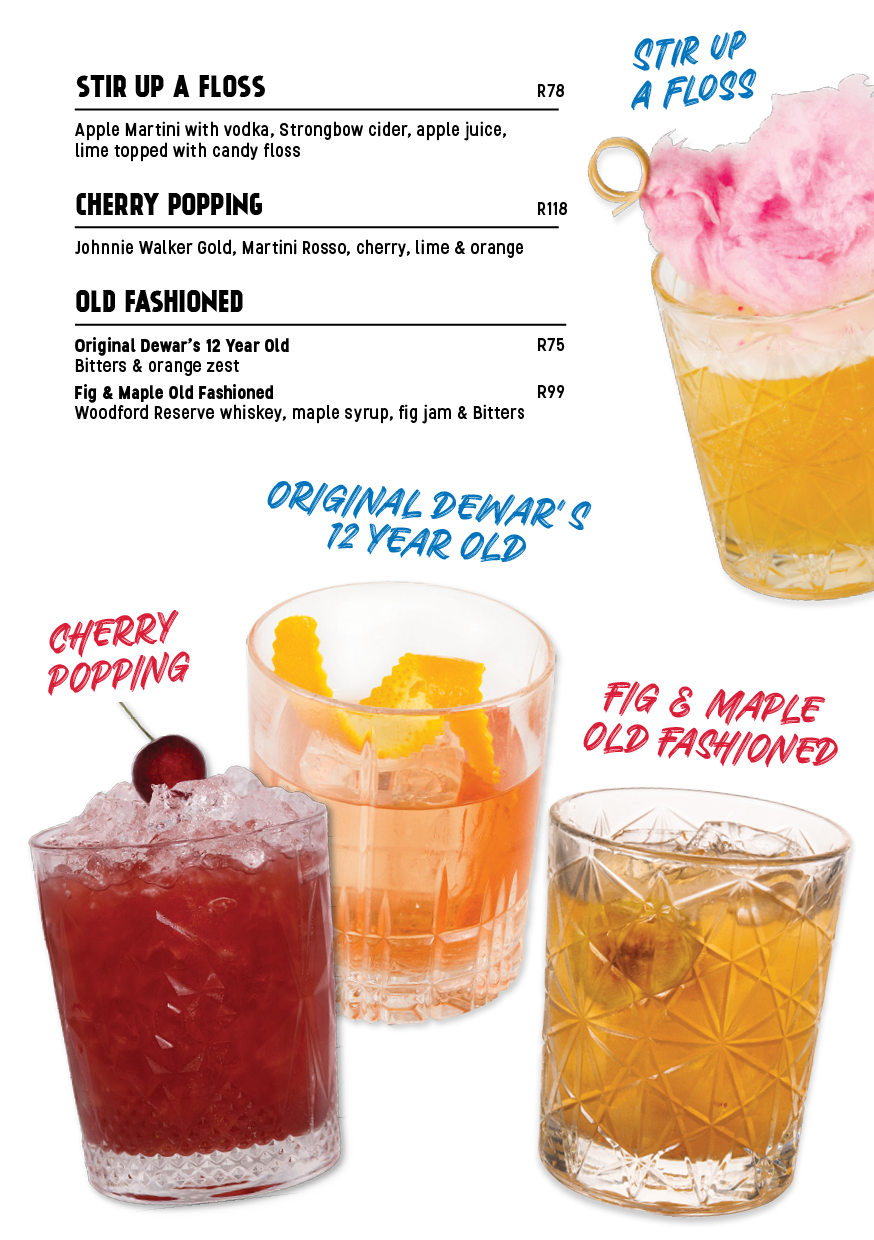 STIR UP A FLOSS R78
Apple Martini with vodka, Strongbow cider, apple juice,
lime topped with candy floss
CHERRY POPPING R118
Johnnie Walker Gold, Martini Rosso, cherry, lime & orange
OLD FASHIONED
Original Dewar's 12 Year Old R75
Bitters & orange zest
Fig & Maple Old Fashioned R99
Woodford Reserve whiskey, maple syrup, fig jam & Bitters
STIR UP
A FLOSS
ORIGINAL DEWAR'S
12 YEAR OLD
CHERRY
POPPING
FIG & MAPLE
OLD FASHIONED